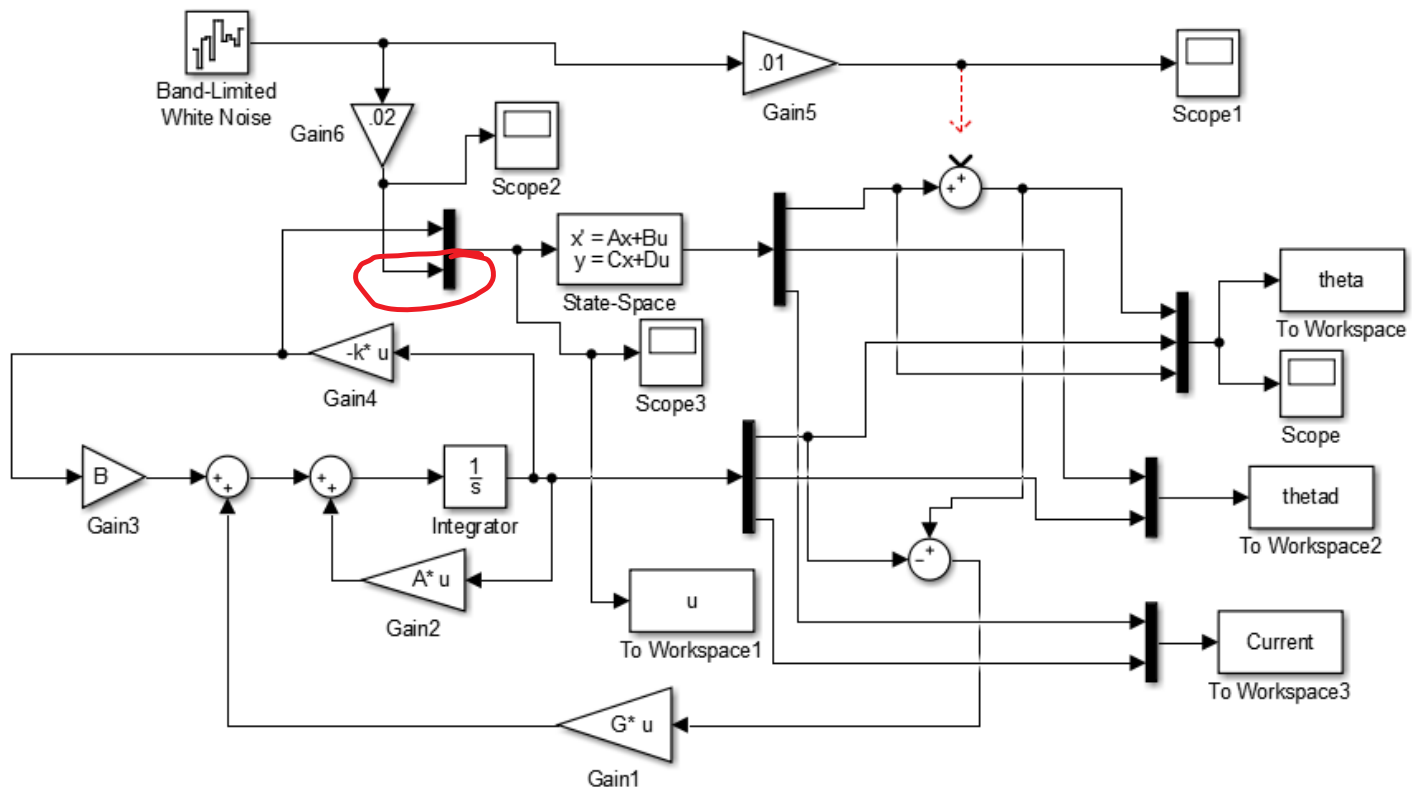 Band-Limited
White Noise
.02
Gain6
Scope2
.01
Gain5
Scope1
+
+
x' = Ax+Bu
y = Cx+Du
State-Space
theta
To Workspace
-k* u
Gain4
Scope3
Scope
B
Gain3
+
+
+
+
1
s
Integrator
thetad
To Workspace2
A* u
Gain2
+
−
u
To Workspace1
Current
To Workspace3
G* u
Gain1